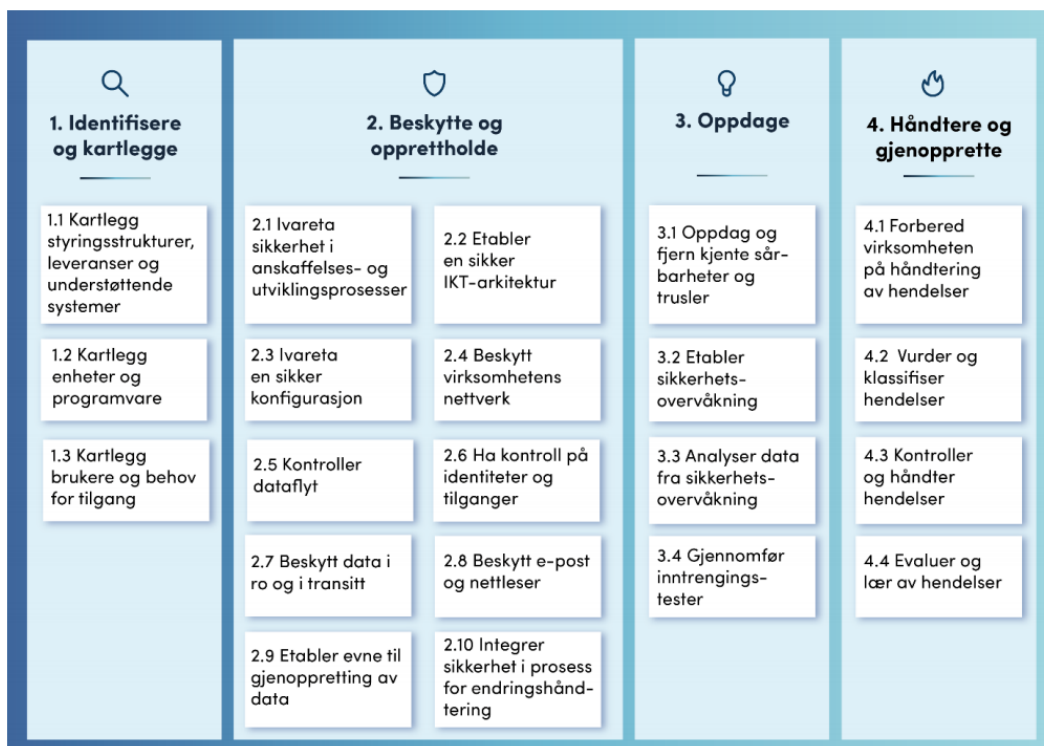 1. Identifisere
og kartlegge
1.1 Kartlegg
styringsstrukturer,
leveranser og
understøttende
systemer
1.2 Kartlegg
enheter og
programvare
1.3 Kartlegg
brukere og behov
for tilgang
2. Beskytte og
opprettholde
2.1 Ivareta
sikkerhet i
anskaffelses- og
utviklingsprosesser
2.2 Etabler
en sikker
IKT-arkitektur
2.3 Ivareta
en sikker
konfigurasjon
2.4 Beskytt
virksomhetens
nettverk
2.5 Kontroller
dataflyt
2.6 Ha kontroll på
identiteter og
tilganger
2.7 Beskytt data i
ro og i transitt
2.8 Beskytt e-post
og nettleser
2.9 Etabler evne til
gjenoppretting av
data
2.10 Integrer
sikkerhet i prosess
for endringshånd-
tering
3. Oppdage
3.1 Oppdag og
fjern kjente sår-
barheter og
trusler
3.2 Etabler
sikkerhets-
overvåkning
3.3 Analyser data
fra sikkerhets-
overvåkning
3.4 Gjennomfør
inntrengings-
tester
4. Håndtere og
gjenopprette
4.1 Forbered
virksomheten
på håndtering
av hendelser
4.2 Vurder og
klassifiser
hendelser
4.3 Kontroller
og håndter
hendelser
4.4 Evaluer og
lær av hendelser